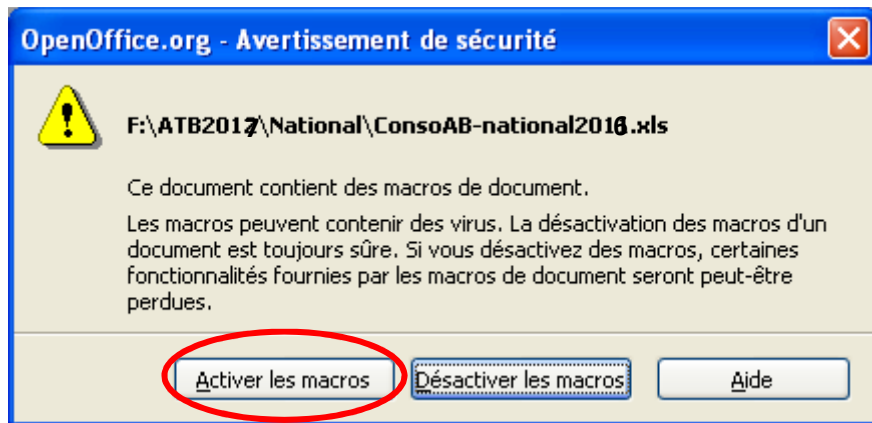 OpenOffice.org - Avertissement de sécurité
F:\ATB2017\National\ConsoAB-national2016.xls
Ce document contient des macros de document.
Les macros peuvent contenir des virus. La désactivation des macros d'un
document est toujours sûre. Si vous désactivez des macros, certaines
fonctionnalités fournies par les macros de document seront peut-être
perdues.
Activer les macros
Désactiver les macros
Aide